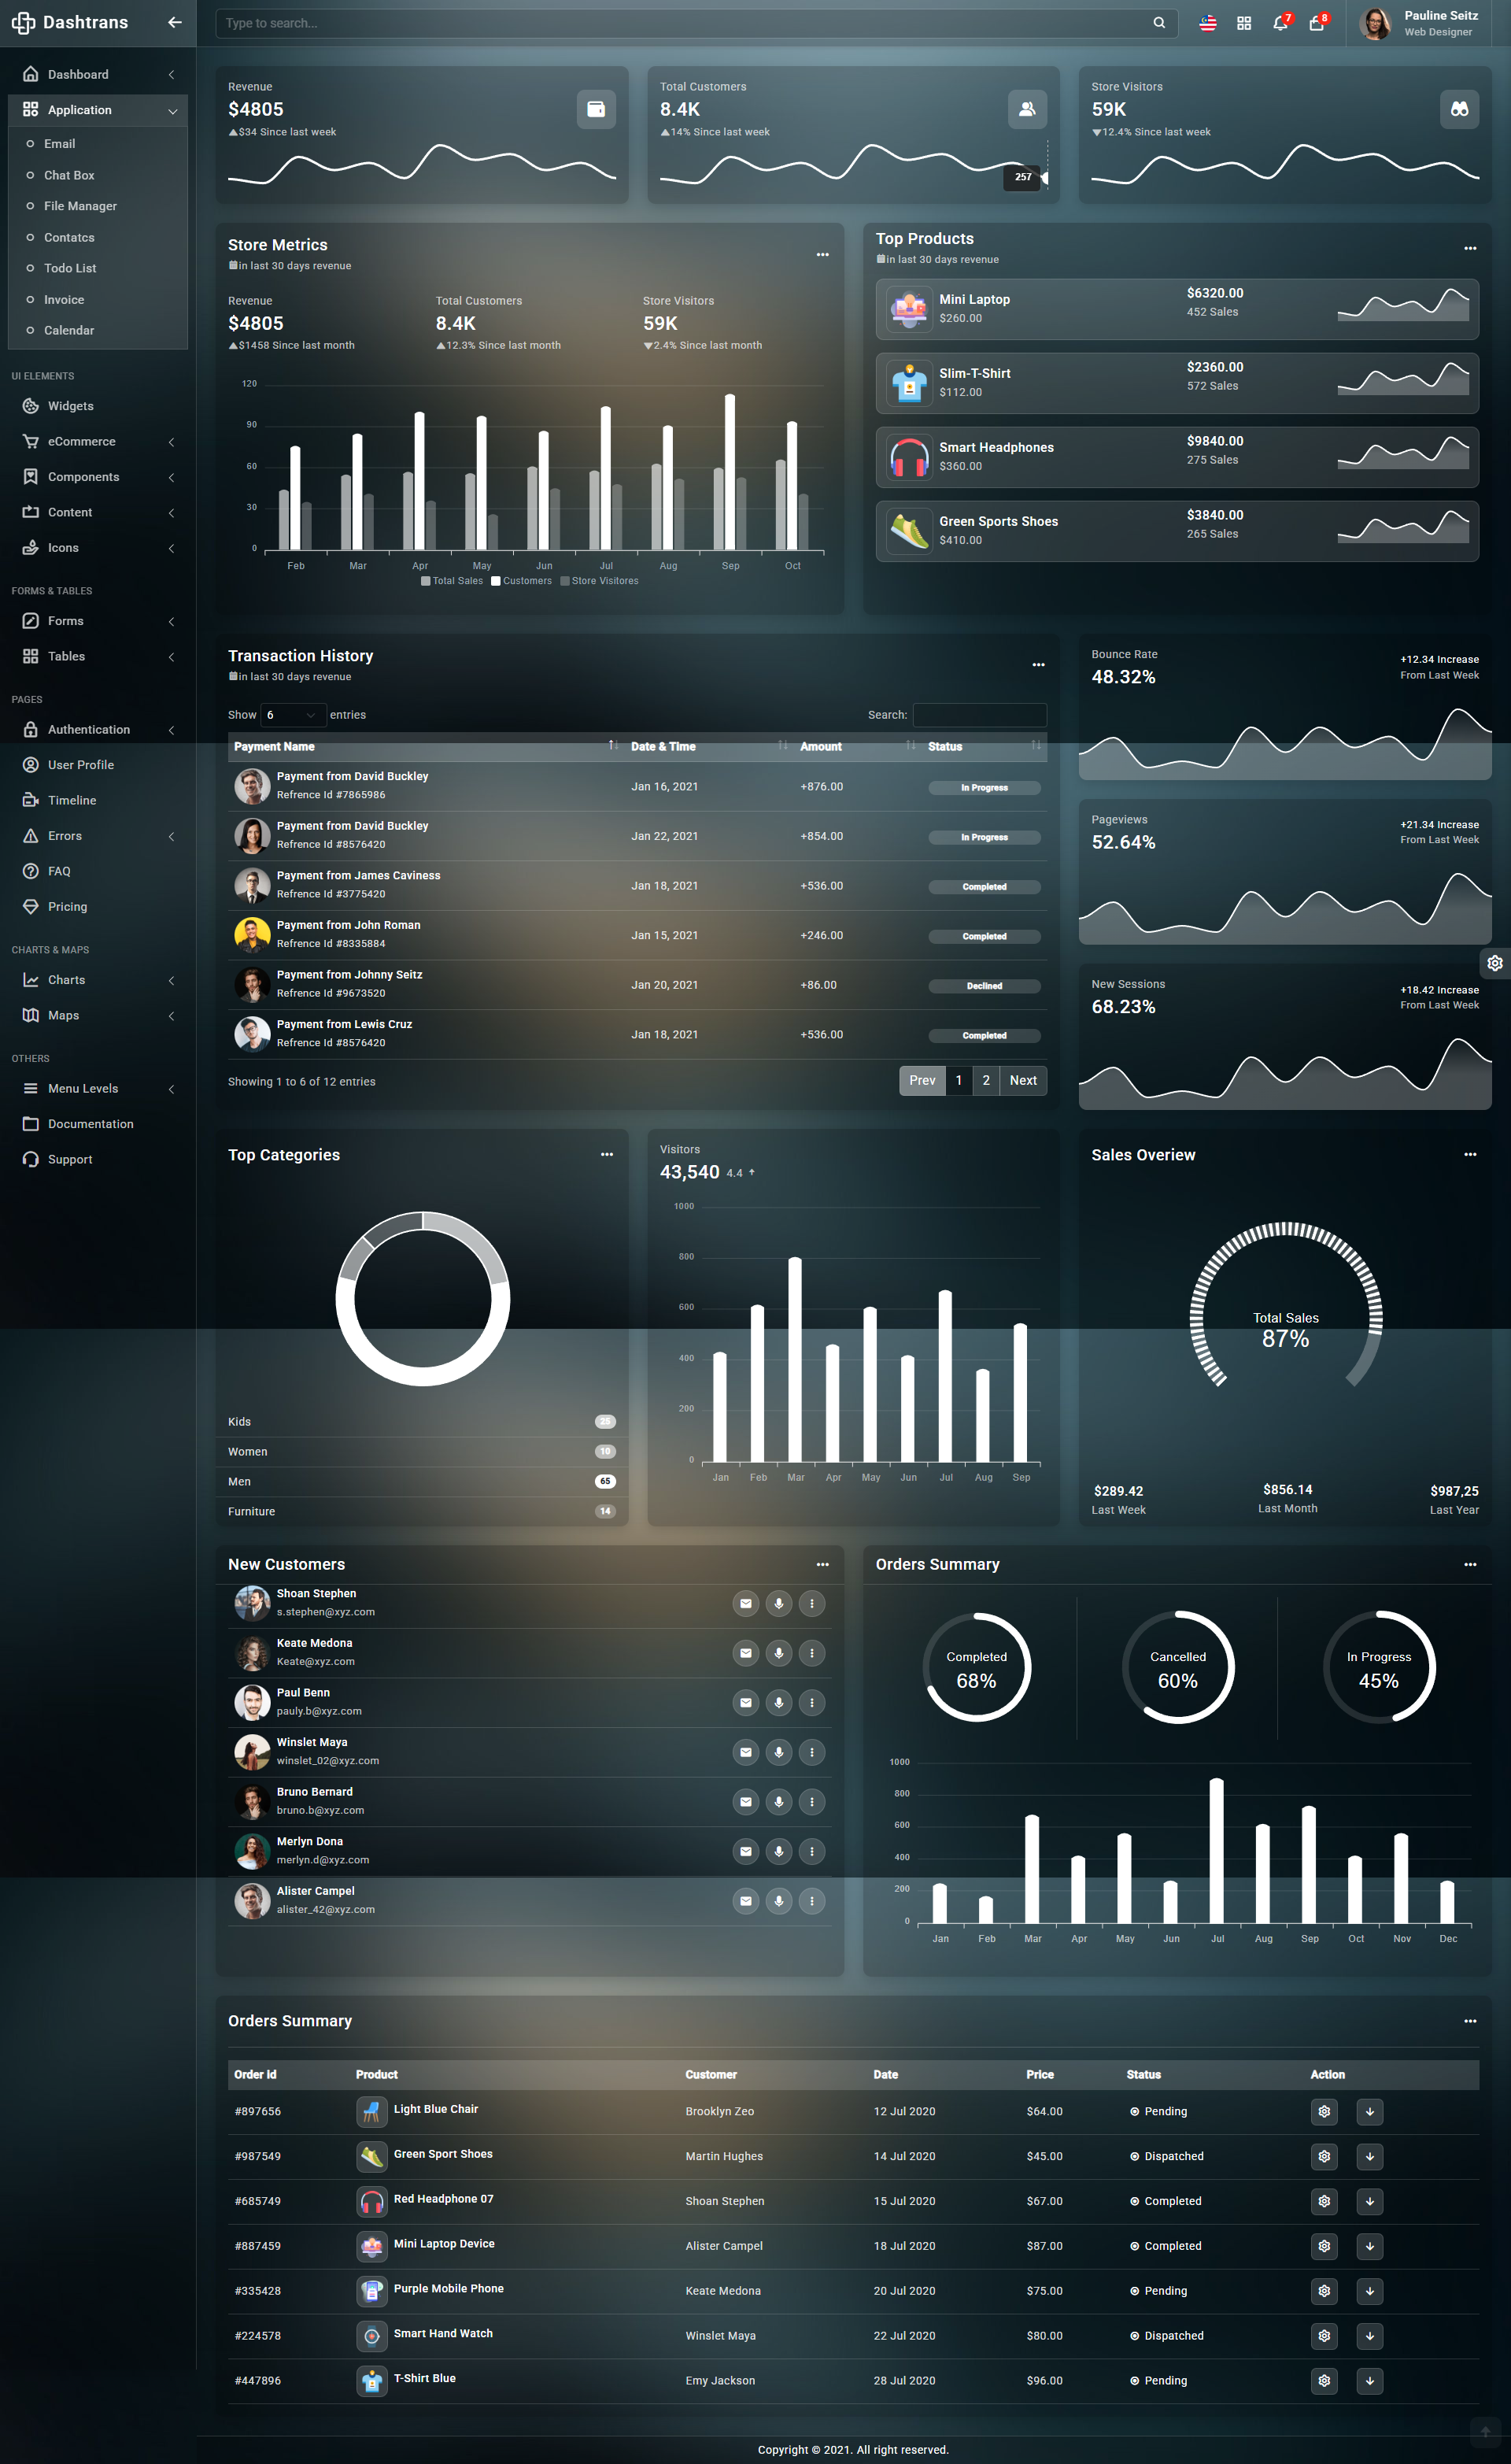 Dashtrans
Type to search...
7
8
Pauline Seitz
Web Designer
Dashboard
Application
Email
Chat Box
File Manager
Contatcs
Todo List
Invoice
Calendar
UI ELEMENTS
Widgets
eCommerce
Components
Content
Icons
FORMS & TABLES
Forms
Tables
PAGES
Authentication
User Profile
Timeline
Errors
FAQ
Pricing
CHARTS & MAPS
Charts
Maps
OTHERS
Menu Levels
Documentation
Support
Revenue
$4805
$34 Since last week
Total Customers
8.4K
14% Since last week
257
Store Visitors
59K
12.4% Since last week
Store Metrics
in last 30 days revenue
Revenue
$4805
$1458 Since last month
Total Customers
8.4K
12.3% Since last month
Store Visitors
59K
2.4% Since last month
120
90
60
30
0
Feb Mar Apr May Jun Jul Aug Sep Oct
Total Sales Customers Store Visitores
Top Products
in last 30 days revenue
Mini Laptop
$260.00
$6320.00
452 Sales
Slim-T-Shirt
$112.00
$2360.00
572 Sales
Smart Headphones
$360.00
$9840.00
275 Sales
Green Sports Shoes
$410.00
$3840.00
265 Sales
Transaction History
in last 30 days revenue
Show 6 entries
Search:
Payment Name Date & Time Amount Status
Payment from David Buckley
Refrence Id #7865986
Jan 16, 2021 +876.00 In Progress
Payment from David Buckley
Refrence Id #8576420
Jan 22, 2021 +854.00 In Progress
Payment from James Caviness
Refrence Id #3775420
Jan 18, 2021 +536.00 Completed
Payment from John Roman
Refrence Id #8335884
Jan 15, 2021 +246.00 Completed
Payment from Johnny Seitz
Refrence Id #9673520
Jan 20, 2021 +86.00 Declined
Payment from Lewis Cruz
Refrence Id #8576420
Jan 18, 2021 +536.00 Completed
Showing 1 to 6 of 12 entries
Prev 1 2 Next
Bounce Rate
48.32%
+12.34 Increase
From Last Week
Pageviews
52.64%
+21.34 Increase
From Last Week
New Sessions
68.23%
+18.42 Increase
From Last Week
Top Categories
Kids 25
Women 10
Men 65
Furniture 14
Visitors
43,540 4.4
1000
800
600
400
200
0
Jan Feb Mar Apr May Jun Jul Aug Sep
Sales Overiew
Total Sales
87%
$289.42
Last Week
$856.14
Last Month
$987,25
Last Year
New Customers
Shoan Stephen
s.stephen@xyz.com
Keate Medona
Keate@xyz.com
Paul Benn
pauly.b@xyz.com
Winslet Maya
winslet_02@xyz.com
Bruno Bernard
bruno.b@xyz.com
Merlyn Dona
merlyn.d@xyz.com
Alister Campel
alister_42@xyz.com
Orders Summary
Completed
68%
Cancelled
60%
In Progress
45%
1000
800
600
400
200
0
Jan Feb Mar Apr May Jun Jul Aug Sep Oct Nov Dec
Orders Summary
Order id Product Customer Date Price Status Action
#897656 Light Blue Chair Brooklyn Zeo 12 Jul 2020 $64.00 Pending
#987549 Green Sport Shoes Martin Hughes 14 Jul 2020 $45.00 Dispatched
#685749 Red Headphone 07 Shoan Stephen 15 Jul 2020 $67.00 Completed
#887459 Mini Laptop Device Alister Campel 18 Jul 2020 $87.00 Completed
#335428 Purple Mobile Phone Keate Medona 20 Jul 2020 $75.00 Pending
#224578 Smart Hand Watch Winslet Maya 22 Jul 2020 $80.00 Dispatched
#447896 T-Shirt Blue Emy Jackson 28 Jul 2020 $96.00 Pending
Copyright © 2021. All right reserved.